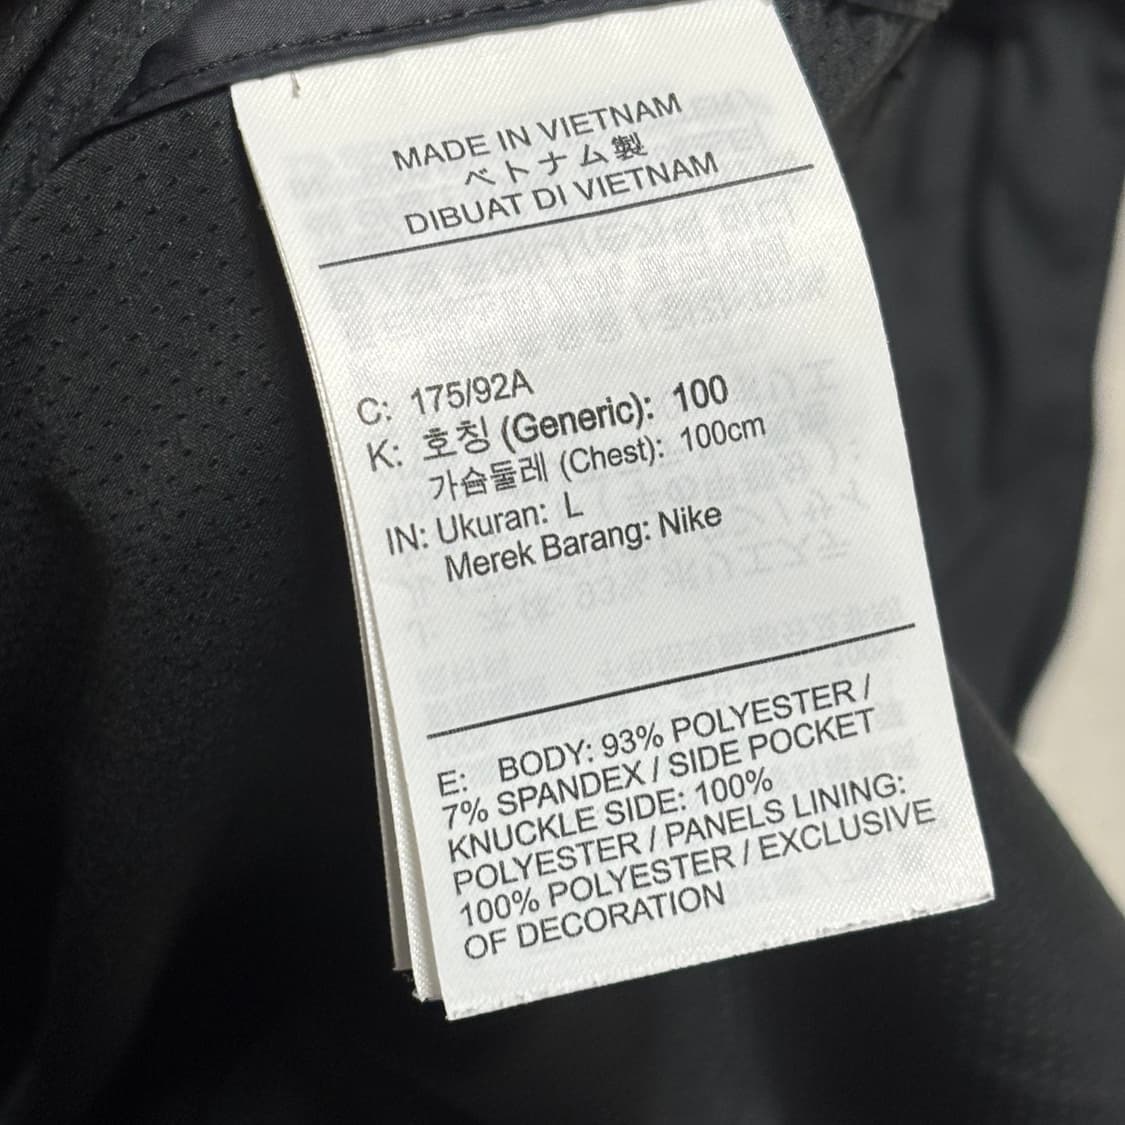 MADE IN VIETNAM
ベトナム製
DIBUAT DI VIETNAM
C: 175/92A
K: 호칭 (Generic): 100
가슴둘레 (Chest): 100cm
IN: Ukuran: L
Merek Barang: Nike
E: BODY: 93% POLYESTER /
7% SPANDEX / SIDE POCKET
KNUCKLE SIDE: 100%
POLYESTER / PANELS LINING:
100% POLYESTER / EXCLUSIVE
OF DECORATION